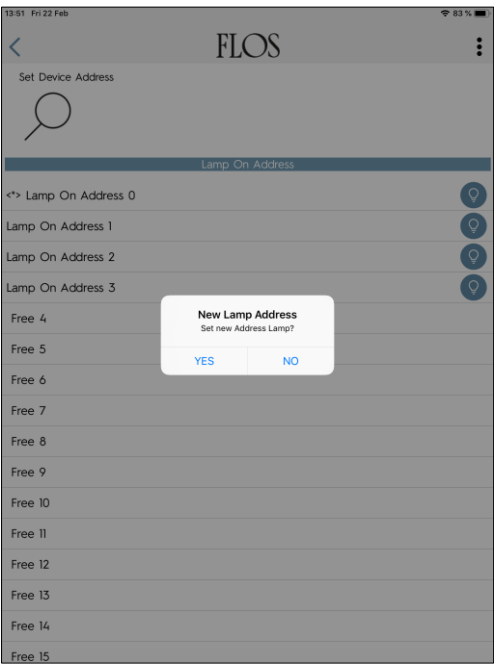 13:51 Fri 22 Feb
83 %
FLOS
Set Device Address
Lamp On Address
<*> Lamp On Address 0
Lamp On Address 1
Lamp On Address 2
Lamp On Address 3
Free 4
New Lamp Address
Set new Address Lamp?
YES NO
Free 5
Free 6
Free 7
Free 8
Free 9
Free 10
Free 11
Free 12
Free 13
Free 14
Free 15